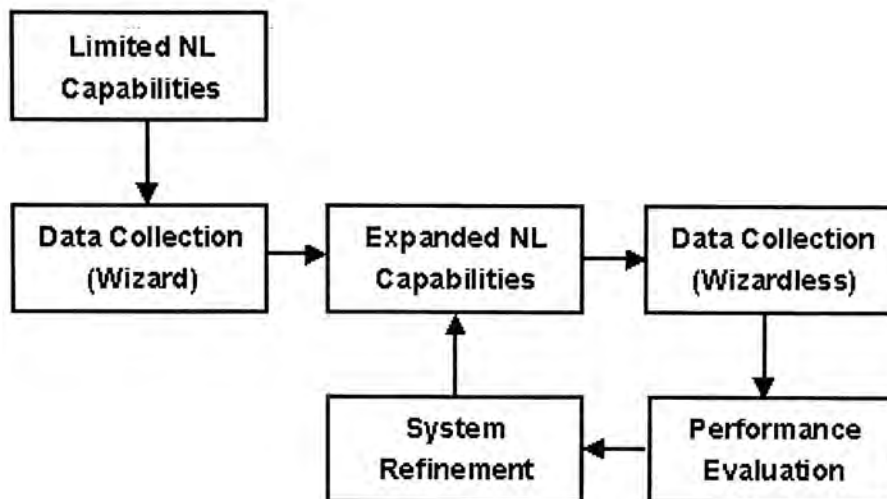 Limited NL
Capabilities
Data Collection
(Wizard)
Expanded NL
Capabilities
Data Collection
(Wizardless)
System
Refinement
Performance
Evaluation